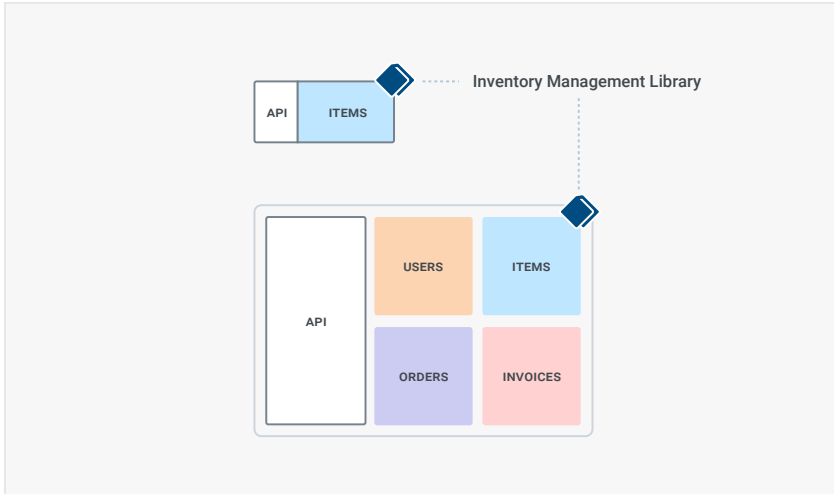 Inventory Management Library
API
ITEMS
USERS
ITEMS
API
ORDERS
INVOICES